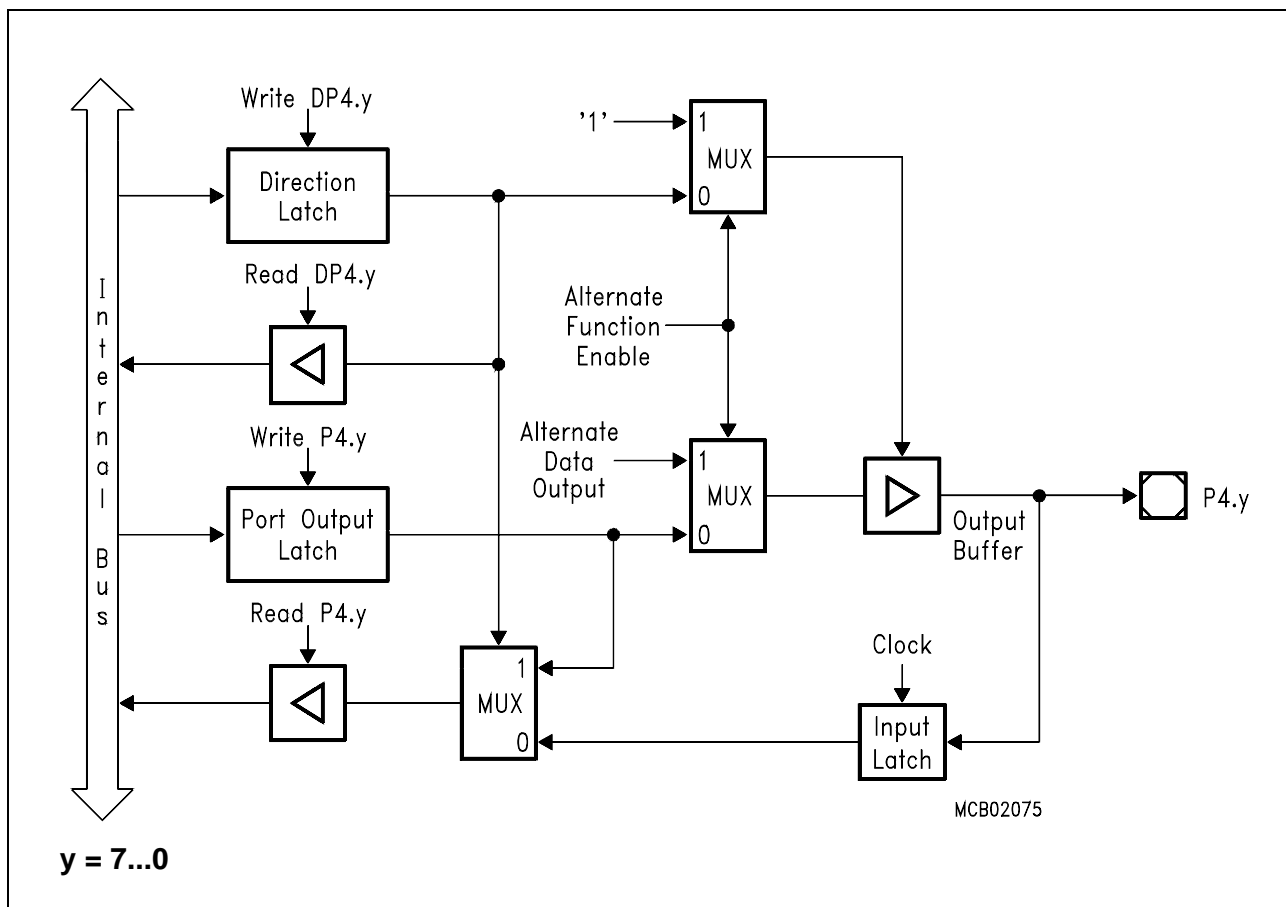 Write DP4.y
'1'
1
MUX
0
Direction
Latch
Read DP4.y
Internal Bus
Alternate
Function
Enable
Write P4.y
Alternate
Data
Output
1
MUX
0
Port Output
Latch
Output
Buffer
P4.y
Read P4.y
1
MUX
0
Clock
Input
Latch
MCB02075
y = 7...0